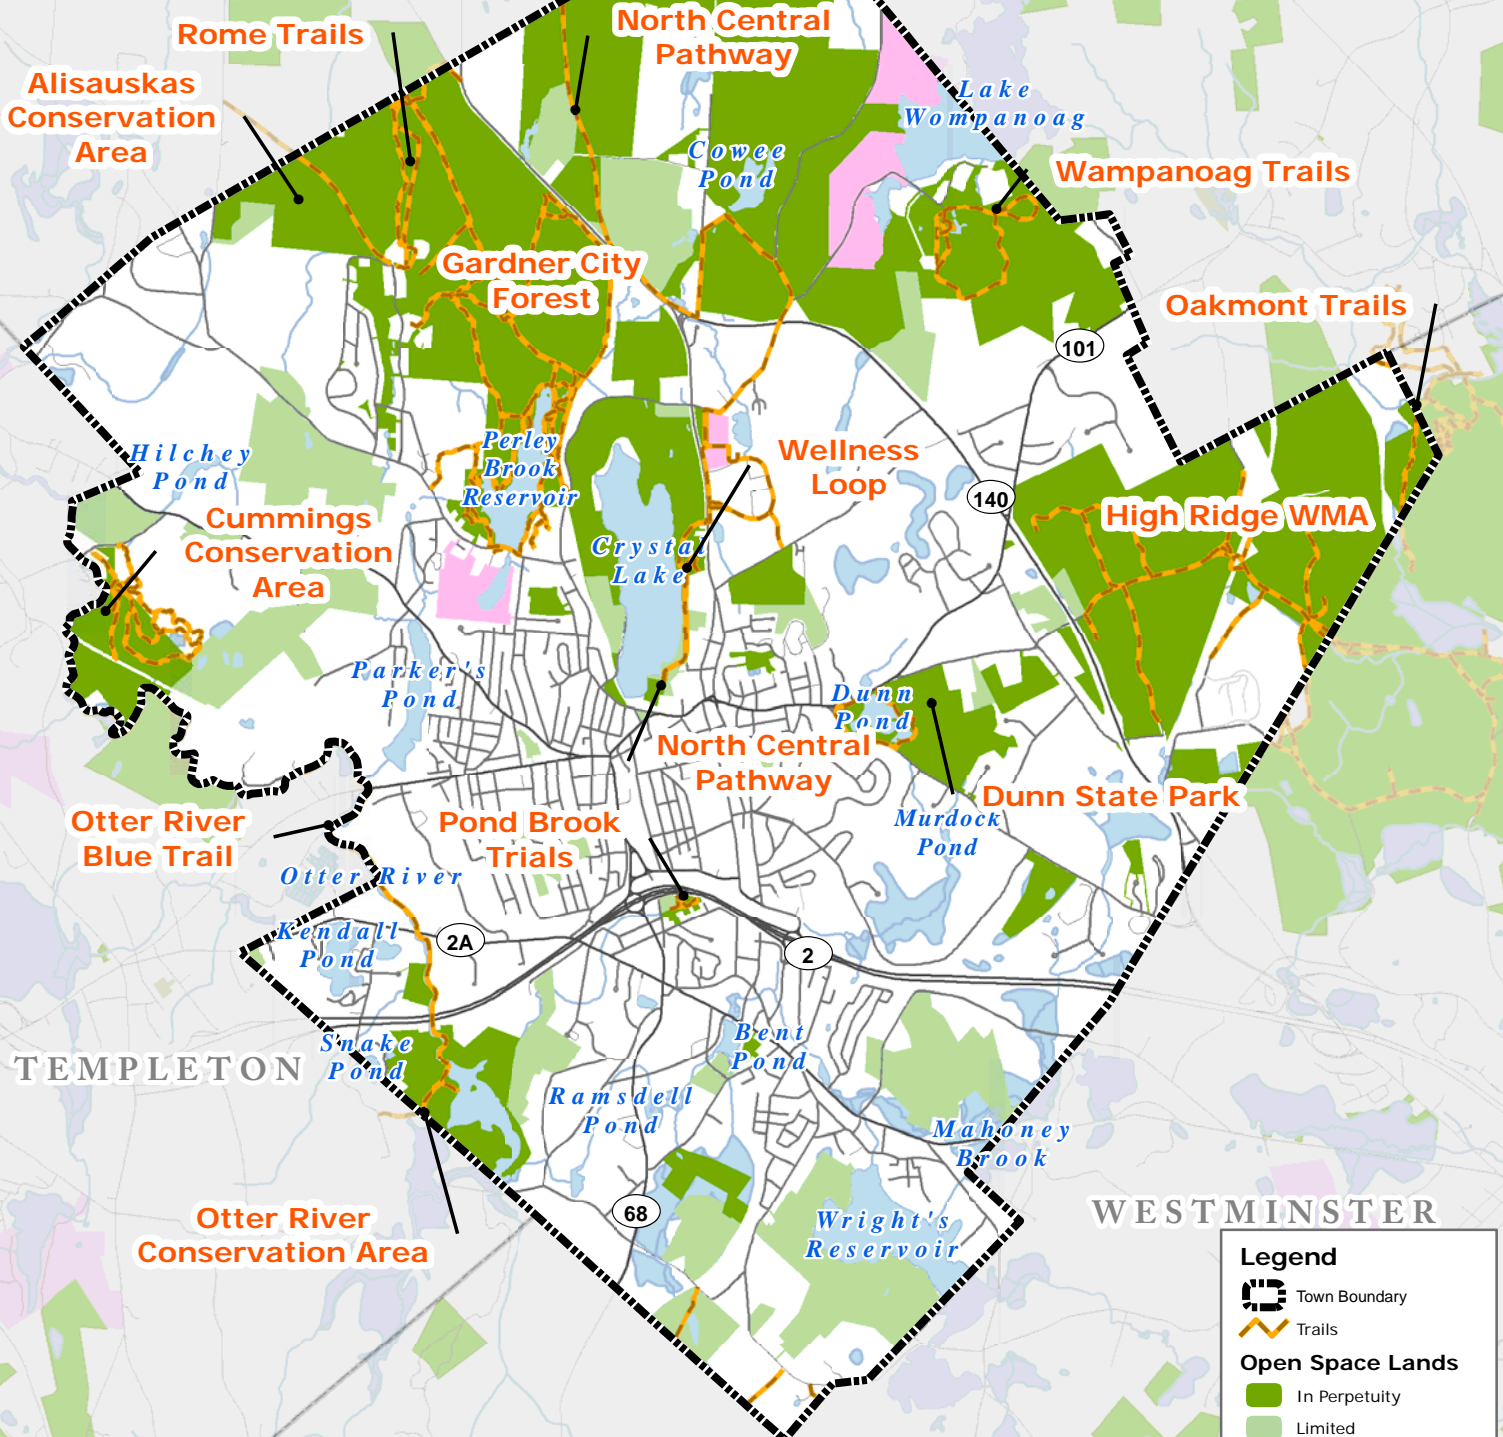 North Central
Pathway
Rome Trails
Alisauskas
Conservation
Area
Lake
Wompanoag
Cowee
Pond
Wampanoag Trails
Gardner City
Forest
Oakmont Trails
101
Hilchey
Pond
Perley
Brook
Reservoir
Wellness
Loop
140
High Ridge WMA
Cummings
Conservation
Area
Crystal
Lake
Parker's
Pond
Dunn
Pond
North Central
Pathway
Dunn State Park
Murdock
Pond
Otter River
Blue Trail
Pond Brook
Trials
Otter River
Kendall
Pond
2A
2
Snake
Pond
Bent
Pond
TEMPLETON
Ramsdell
Pond
Mahoney
Brook
68
Wright's
Reservoir
WESTMINSTER
Otter River
Conservation Area
Legend
Town Boundary
Trails
Open Space Lands
In Perpetuity
Limited